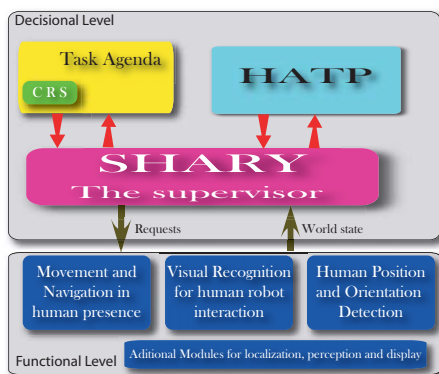 Decisional Level
Task Agenda
C R S
HATP
SHARY
The supervisor
Requests
World state
Movement and
Navigation in
human presence
Visual Recognition
for human robot
interaction
Human Position
and Orientation
Detection
Functional Level
Aditional Modules for localization, perception and display